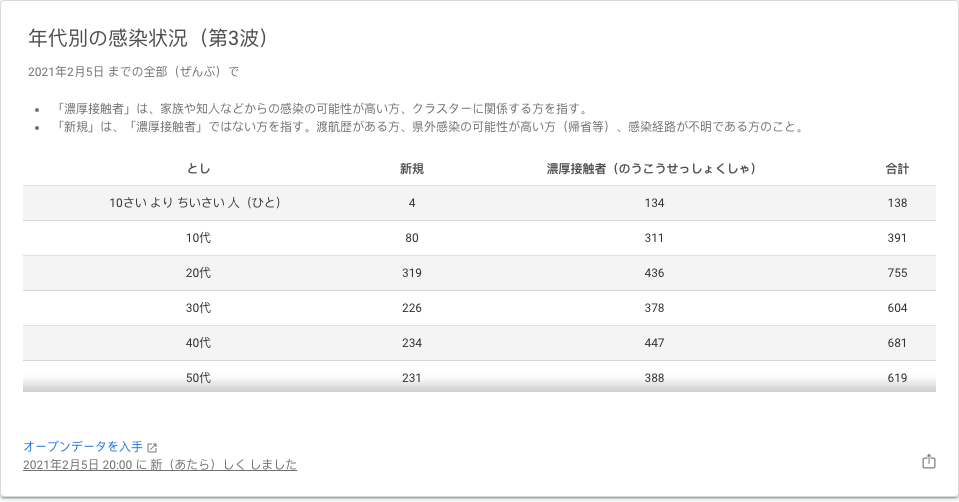 年代別の感染状況（第3波）
2021年2月5日 までの全部（ぜんぶ）で
• 「濃厚接触者」は、家族や知人などからの感染の可能性が高い方、クラスターに関係する方を指す。
• 「新規」は、「濃厚接触者」ではない方を指す。渡航歴がある方、県外感染の可能性が高い方（帰省等）、感染経路が不明である方のこと。
とし 新規 濃厚接触者（のうこうせっしょくしゃ） 合計
10さい より ちいさい 人（ひと） 4 134 138
10代 80 311 391
20代 319 436 755
30代 226 378 604
40代 234 447 681
50代 231 388 619
オープンデータを入手
2021年2月5日 20:00 に 新（あたら）しく しました